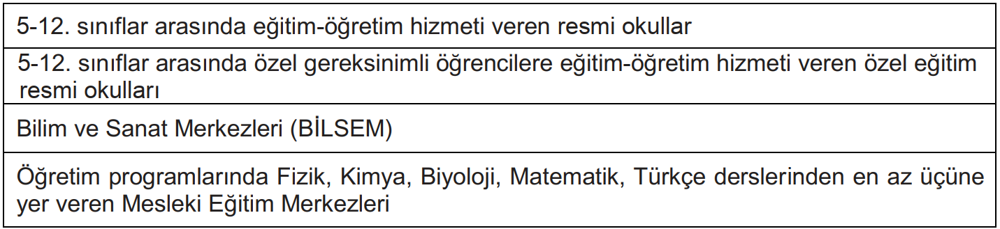 5-12. sınıflar arasında eğitim-öğretim hizmeti veren resmi okullar
5-12. sınıflar arasında özel gereksinimli öğrencilere eğitim-öğretim hizmeti veren özel eğitim
resmi okulları
Bilim ve Sanat Merkezleri (BİLSEM)
Öğretim programlarında Fizik, Kimya, Biyoloji, Matematik, Türkçe derslerinden en az üçüne
yer veren Mesleki Eğitim Merkezleri